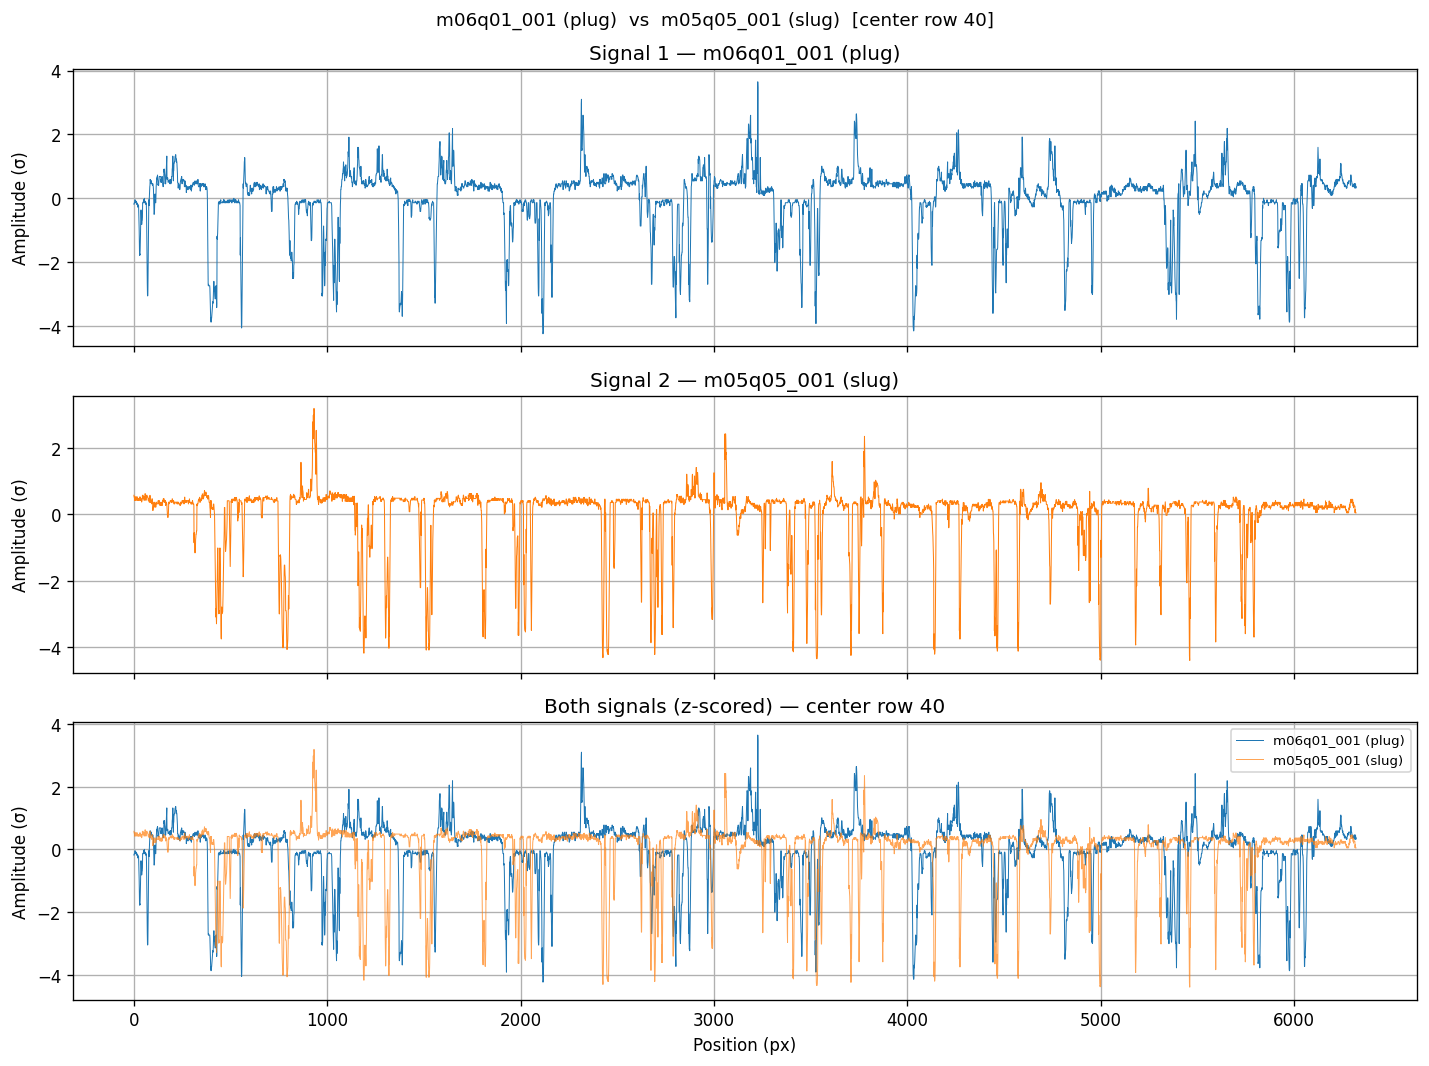 m06q01_001 (plug)  vs  m05q05_001 (slug)  [center row 40]
Signal 1 — m06q01_001 (plug)
4
2
0
−2
−4
Amplitude (σ)
Signal 2 — m05q05_001 (slug)
2
0
−2
−4
Amplitude (σ)
Both signals (z-scored) — center row 40
m06q01_001 (plug)
m05q05_001 (slug)
4
2
0
−2
−4
Amplitude (σ)
0 1000 2000 3000 4000 5000 6000
Position (px)